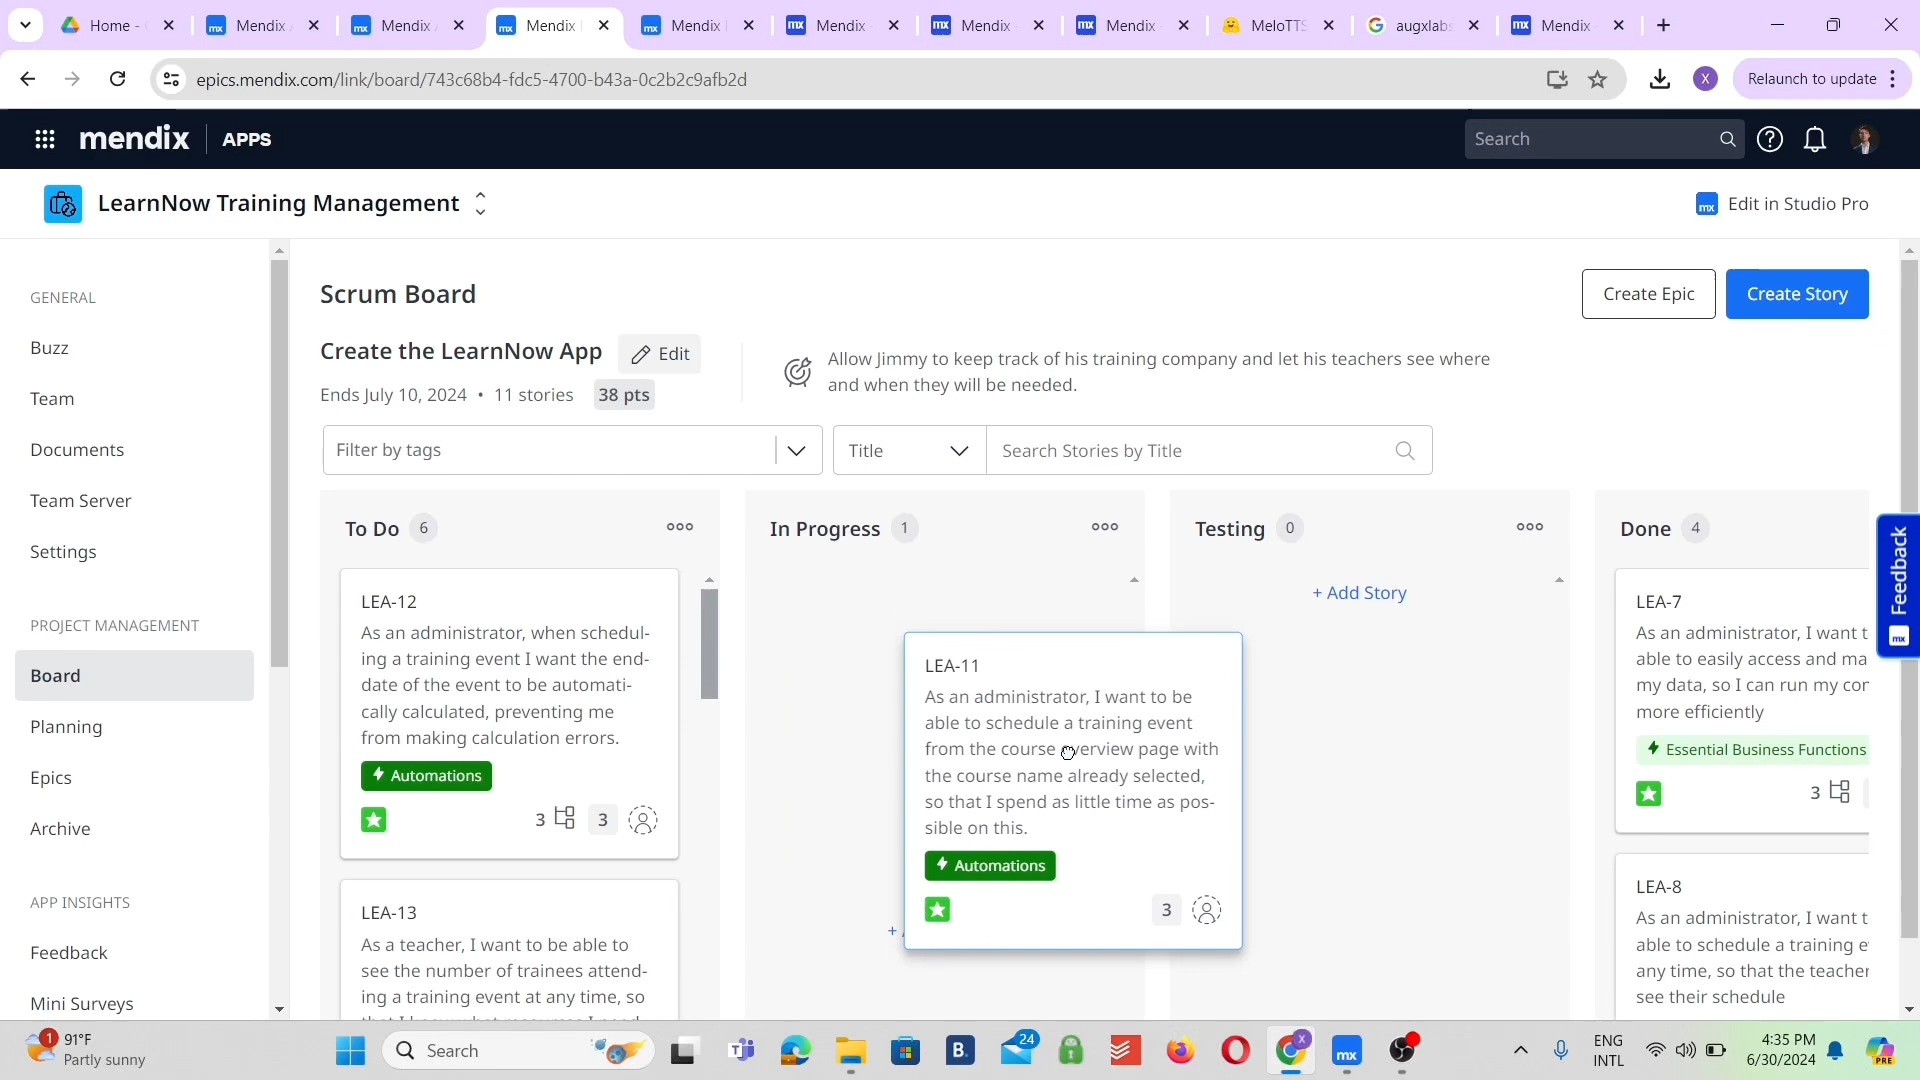 Home -
Mendix
Mendix
Mendix
Mendix
Mendix
Mendix
Mendix
MeloTTS
augxlabs
Mendix
epics.mendix.com/link/board/743c68b4-fdc5-4700-b43a-0c2b2c9afb2d
X
Relaunch to update
mendix
APPS
Search
LearnNow Training Management
mx
Edit in Studio Pro
GENERAL
Buzz
Team
Documents
Team Server
Settings
PROJECT MANAGEMENT
Board
Planning
Epics
Archive
APP INSIGHTS
Feedback
Mini Surveys
Scrum Board
Create Epic
Create Story
Create the LearnNow App
Edit
Ends July 10, 2024 • 11 stories 38 pts
Allow Jimmy to keep track of his training company and let his teachers see where
and when they will be needed.
Filter by tags
Title
Search Stories by Title
To Do 6
LEA-12
As an administrator, when schedul-
ing a training event I want the end-
date of the event to be automati-
cally calculated, preventing me
from making calculation errors.
Automations
3 3
LEA-13
As a teacher, I want to be able to
see the number of trainees attend-
ing a training event at any time, so
In Progress 1
LEA-11
As an administrator, I want to be
able to schedule a training event
from the course overview page with
the course name already selected,
so that I spend as little time as pos-
sible on this.
Automations
3
+
Testing 0
+ Add Story
Done 4
LEA-7
As an administrator, I want t
able to easily access and ma
my data, so I can run my cor
more efficiently
Essential Business Functions
3
LEA-8
As an administrator, I want t
able to schedule a training e
any time, so that the teacher
see their schedule
Feedback
mx
1
91°F
Partly sunny
Search
B.
24
X
mx
ENG
INTL
4:35 PM
6/30/2024
PRE